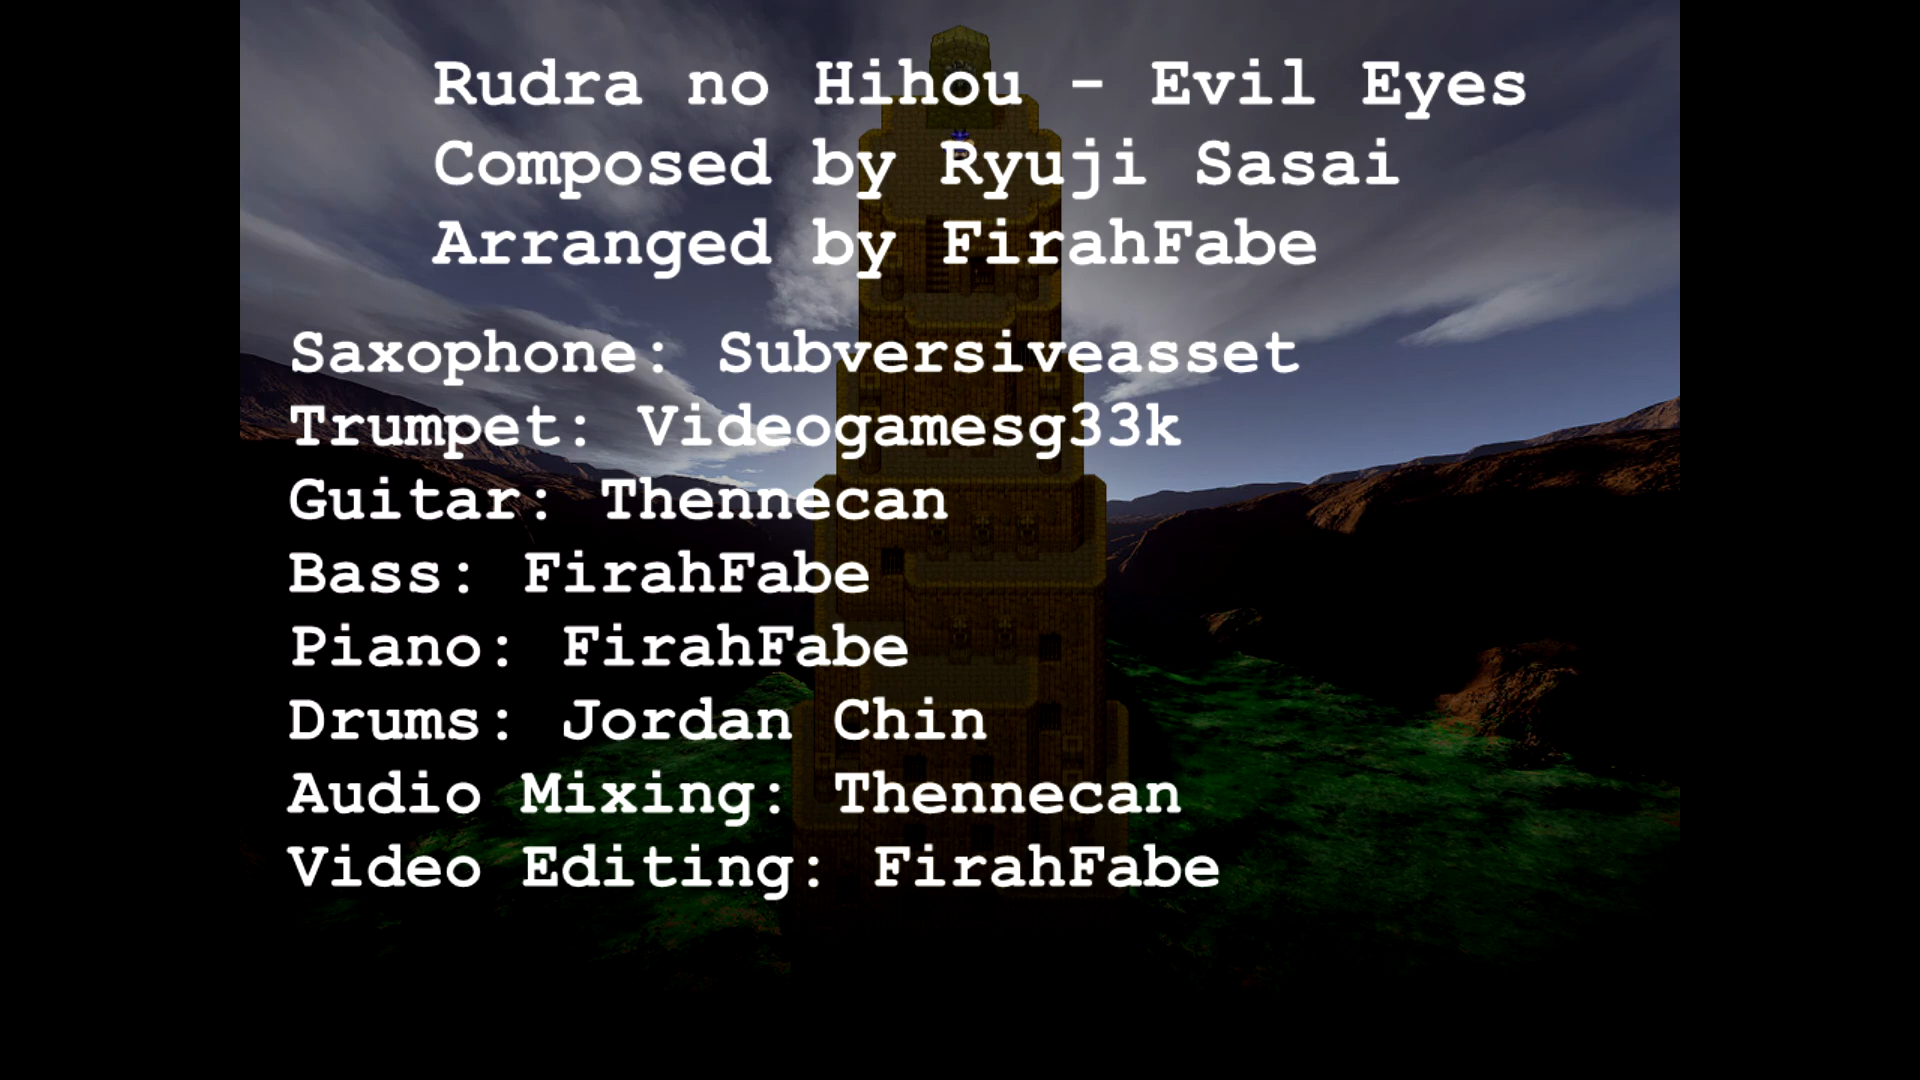 Rudra no Hihou - Evil Eyes
Composed by Ryuji Sasai
Arranged by FirahFabe
Saxophone: Subversiveasset
Trumpet: Videogamesg33k
Guitar: Thennecan
Bass: FirahFabe
Piano: FirahFabe
Drums: Jordan Chin
Audio Mixing: Thennecan
Video Editing: FirahFabe